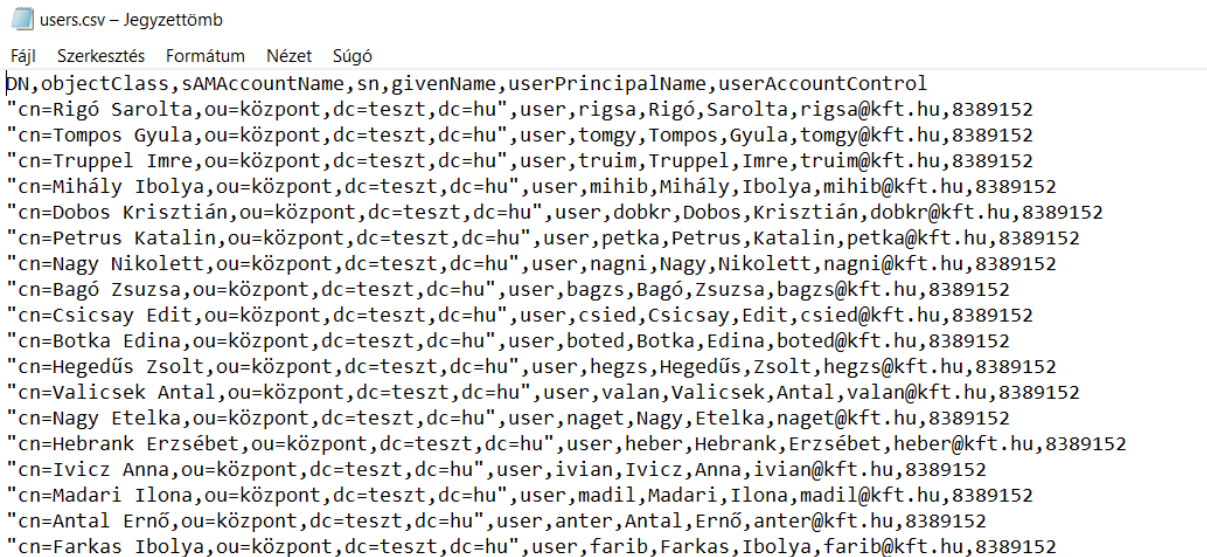 users.csv – Jegyzettömb
Fájl Szerkesztés Formátum Nézet Súgó
DN,objectClass,sAMAccountName,sn,givenName,userPrincipalName,userAccountControl
"cn=Rigó Sarolta,ou=központ,dc=teszt,dc=hu",user,rigsa,Rigó,Sarolta,rigsa@kft.hu,8389152
"cn=Tompos Gyula,ou=központ,dc=teszt,dc=hu",user,tomgy,Tompos,Gyula,tomgy@kft.hu,8389152
"cn=Truppel Imre,ou=központ,dc=teszt,dc=hu",user,truim,Truppel,Imre,truim@kft.hu,8389152
"cn=Mihály Ibolya,ou=központ,dc=teszt,dc=hu",user,mihib,Mihály,Ibolya,mihib@kft.hu,8389152
"cn=Dobos Krisztián,ou=központ,dc=teszt,dc=hu",user,dobkr,Dobos,Krisztián,dobkr@kft.hu,8389152
"cn=Petrus Katalin,ou=központ,dc=teszt,dc=hu",user,petka,Petrus,Katalin,petka@kft.hu,8389152
"cn=Nagy Nikolett,ou=központ,dc=teszt,dc=hu",user,nagni,Nagy,Nikolett,nagni@kft.hu,8389152
"cn=Bagó Zsuzsa,ou=központ,dc=teszt,dc=hu",user,bagzs,Bagó,Zsuzsa,bagzs@kft.hu,8389152
"cn=Csicsay Edit,ou=központ,dc=teszt,dc=hu",user,csied,Csicsay,Edit,csied@kft.hu,8389152
"cn=Botka Edina,ou=központ,dc=teszt,dc=hu",user,boted,Botka,Edina,boted@kft.hu,8389152
"cn=Hegedűs Zsolt,ou=központ,dc=teszt,dc=hu",user,hegzs,Hegedűs,Zsolt,hegzs@kft.hu,8389152
"cn=Valicsek Antal,ou=központ,dc=teszt,dc=hu",user,valan,Valicsek,Antal,valan@kft.hu,8389152
"cn=Nagy Etelka,ou=központ,dc=teszt,dc=hu",user,naget,Nagy,Etelka,naget@kft.hu,8389152
"cn=Hebrank Erzsébet,ou=központ,dc=teszt,dc=hu",user,heber,Hebrank,Erzsébet,heber@kft.hu,8389152
"cn=Ivicz Anna,ou=központ,dc=teszt,dc=hu",user,ivian,Ivicz,Anna,ivian@kft.hu,8389152
"cn=Madari Ilona,ou=központ,dc=teszt,dc=hu",user,madil,Madari,Ilona,madil@kft.hu,8389152
"cn=Antal Ernő,ou=központ,dc=teszt,dc=hu",user,anter,Antal,Ernő,anter@kft.hu,8389152
"cn=Farkas Ibolya,ou=központ,dc=teszt,dc=hu",user,farib,Farkas,Ibolya,farib@kft.hu,8389152